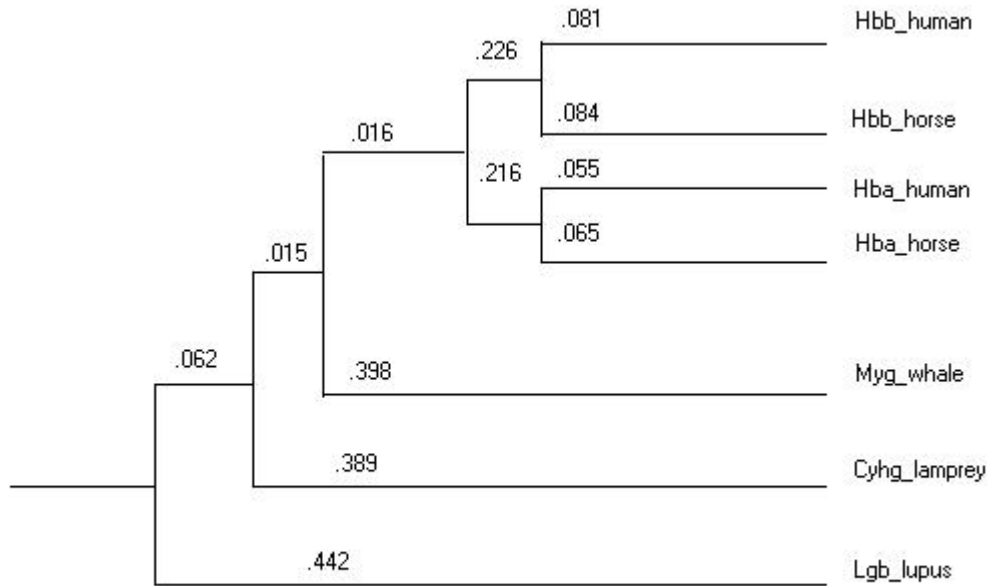 .081 Hbb_human
.226
.084 Hbb_horse
.016
.216 .055 Hba_human
.065 Hba_horse
.015
.062
.398 Myg_whale
.389 Cyhg_lamprey
.442 Lgb_lupus